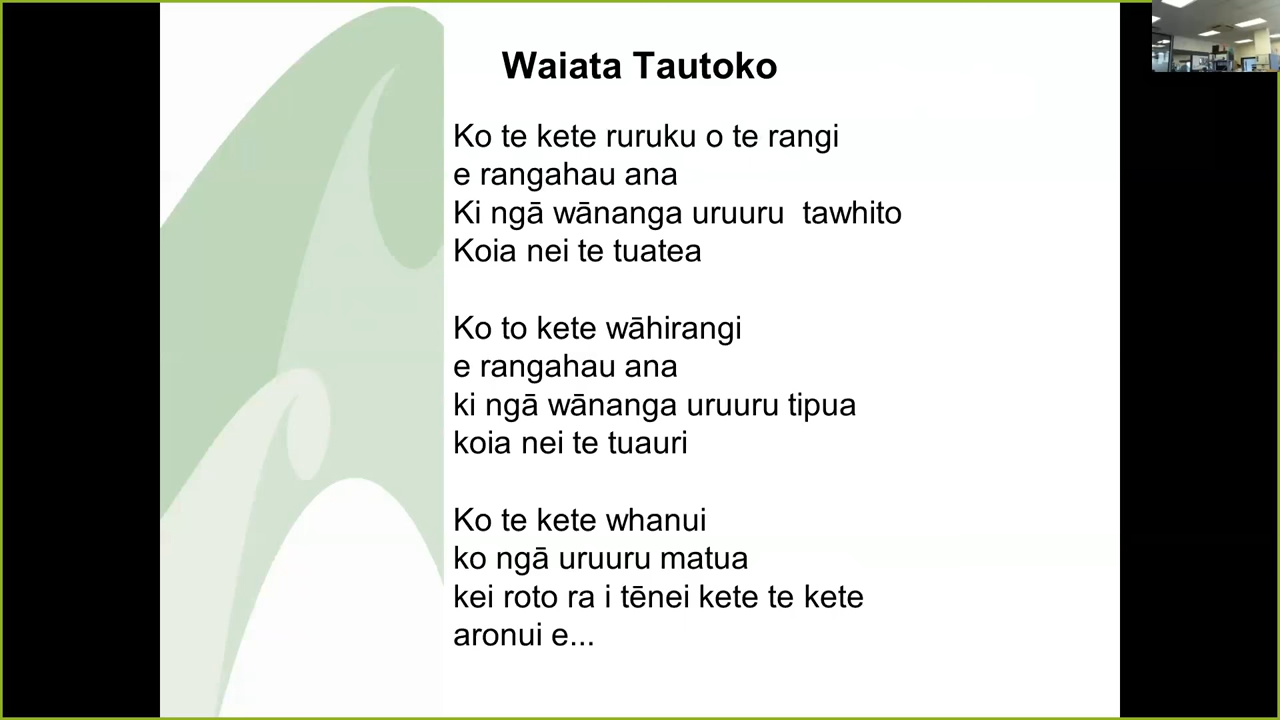 Waiata Tautoko
Ko te kete ruruku o te rangi
e rangahau ana
Ki ngā wānanga uruuru  tawhito
Koia nei te tuatea
Ko to kete wāhirangi
e rangahau ana
ki ngā wānanga uruuru tipua
koia nei te tuauri
Ko te kete whanui
ko ngā uruuru matua
kei roto ra i tēnei kete te kete
aronui e...